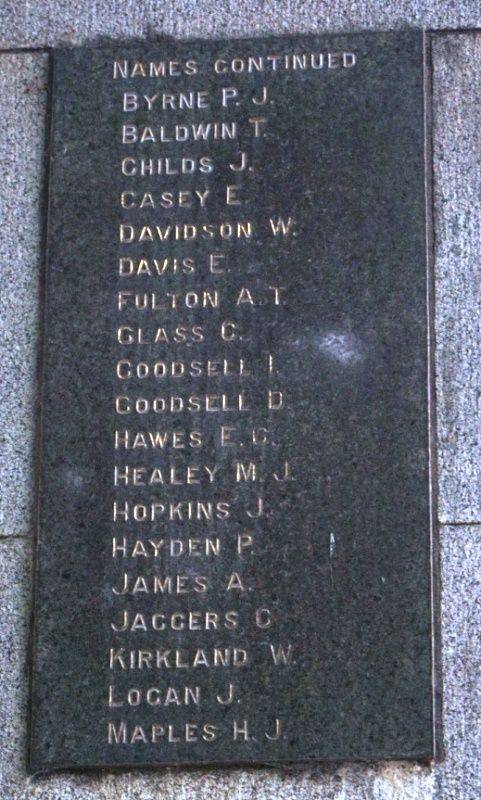 NAMES CONTINUED
BYRNE P. J.
BALDWIN T.
CHILDS J.
CASEY E.
DAVIDSON W.
DAVIS E.
FULTON A. T.
GLASS C.
GOODSELL I.
GOODSELL D.
HAWES E. G.
HEALEY M. J.
HOPKINS J.
HAYDEN P.
JAMES A.
JAGGERS G
KIRKLAND W.
LOGAN J.
MAPLES H. J.